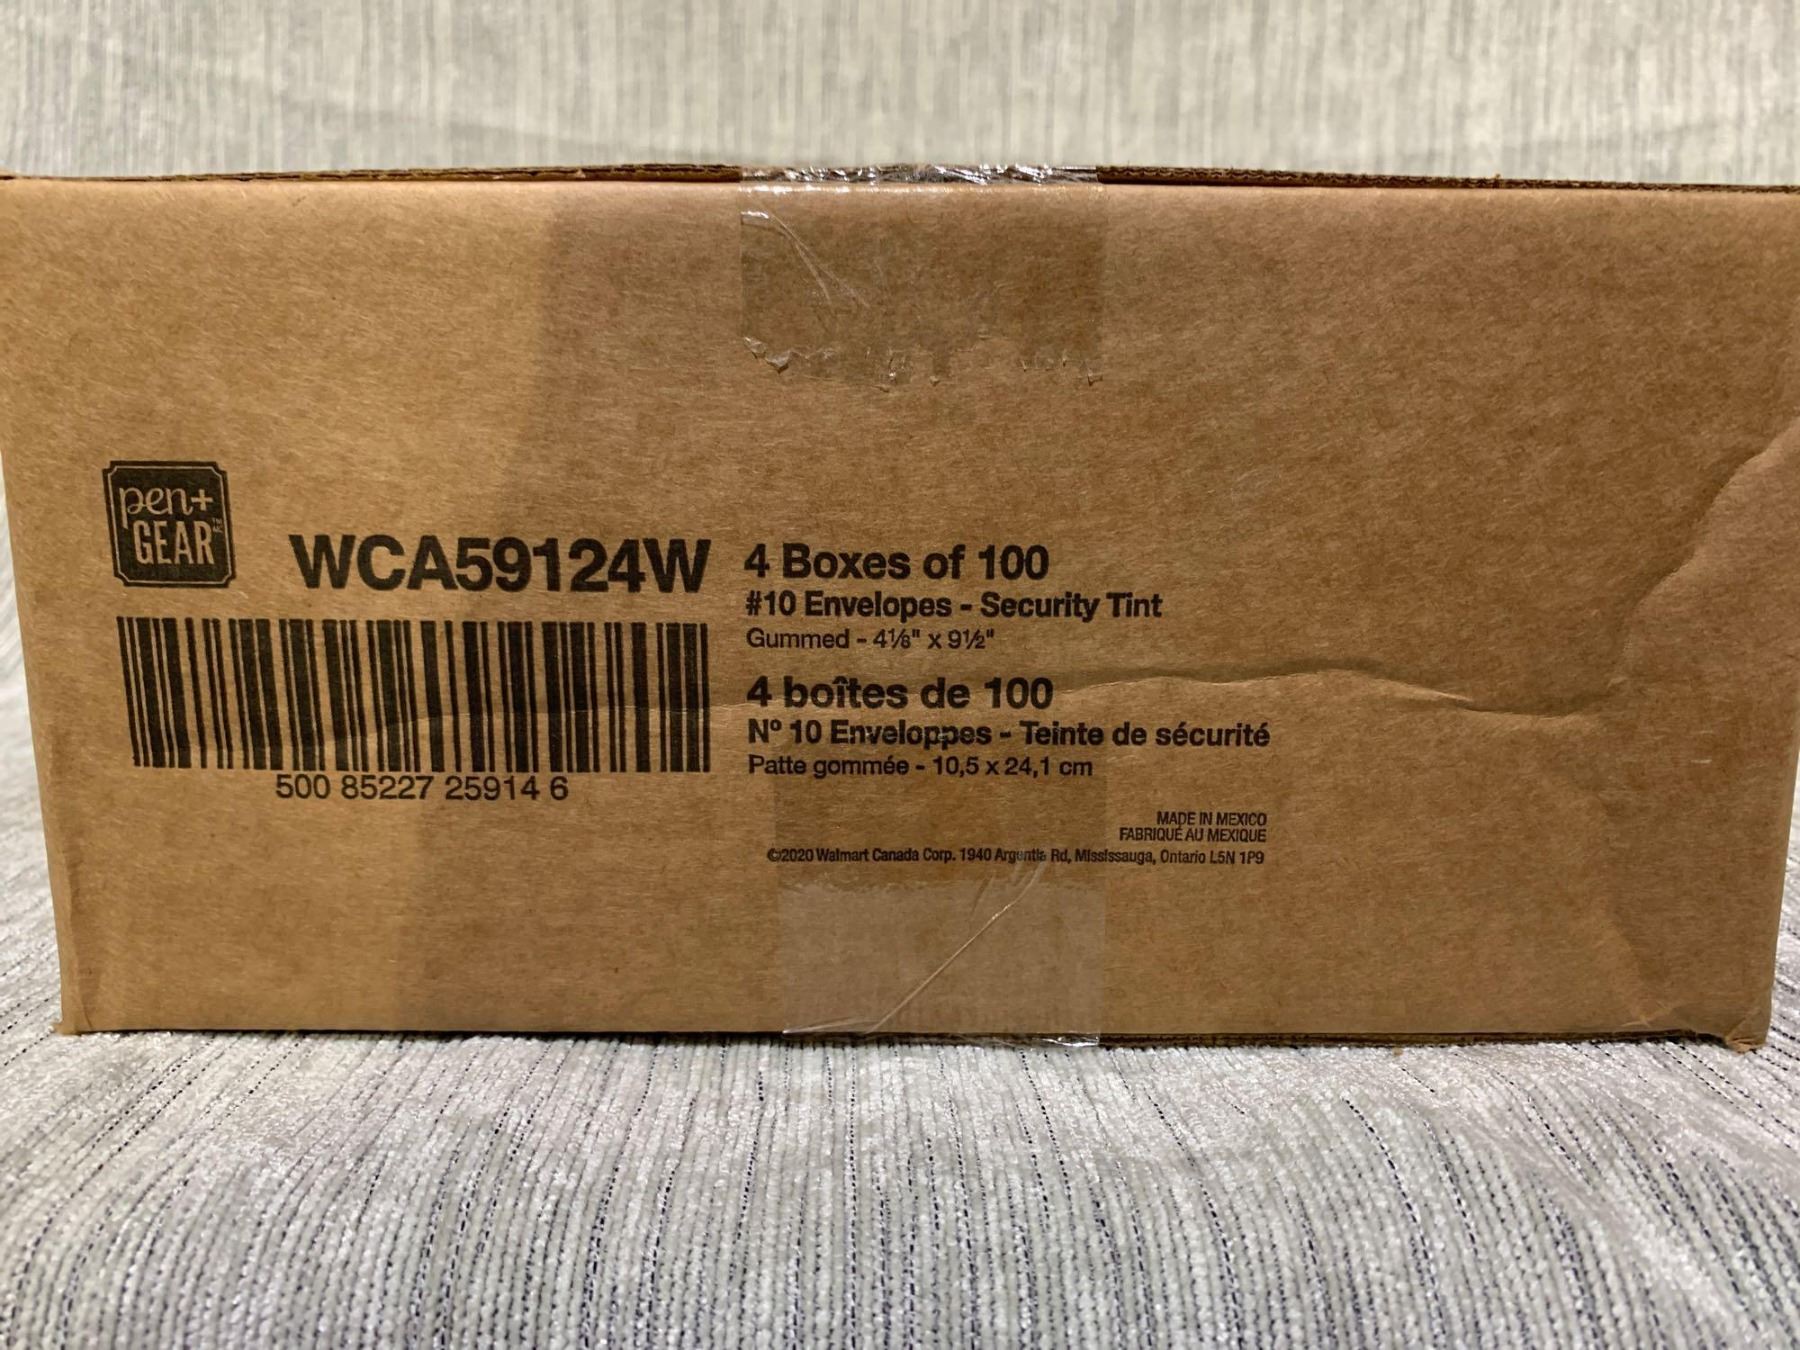 pen+
GEAR™
MC
WCA59124W
500 85227 25914 6
4 Boxes of 100
#10 Envelopes - Security Tint
Gummed - 4⅛" x 9½"
4 boîtes de 100
Nº 10 Enveloppes - Teinte de sécurité
Patte gommée - 10,5 x 24,1 cm
MADE IN MEXICO
FABRIQUÉ AU MEXIQUE
©2020 Walmart Canada Corp. 1940 Argentia Rd, Mississauga, Ontario L5N 1P9